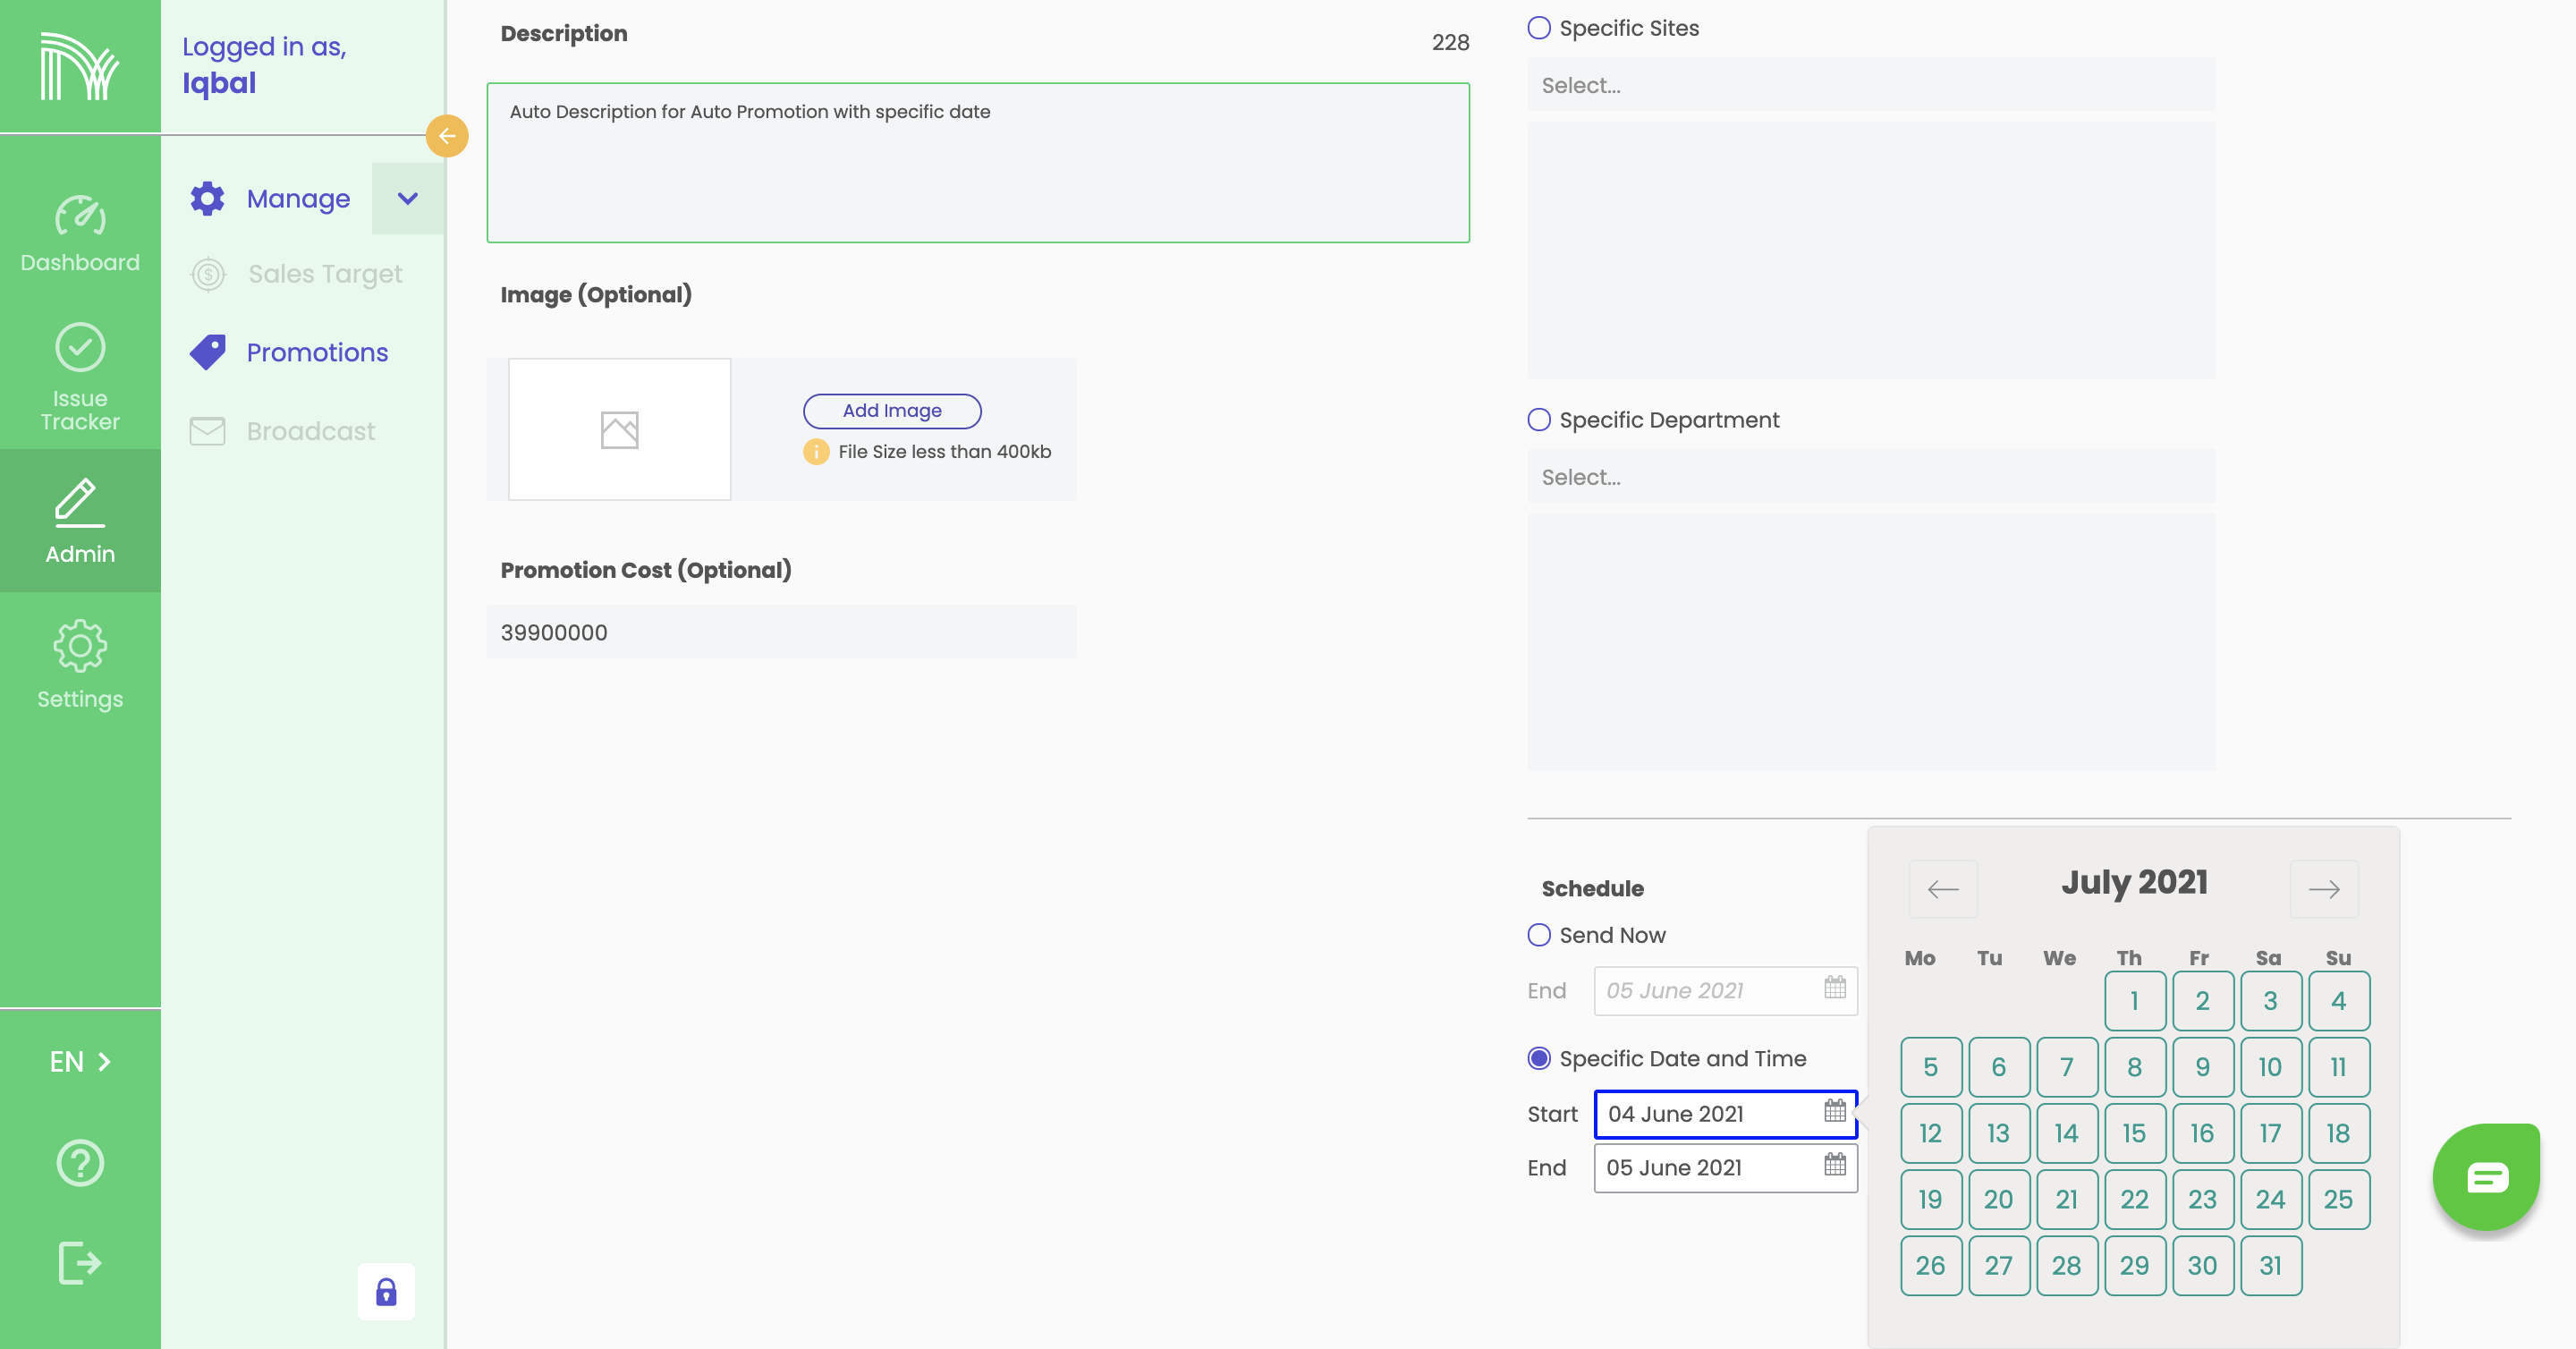 Logged in as,
Iqbal
Dashboard
Issue
Tracker
Admin
Settings
EN
Manage
Sales Target
Promotions
Broadcast
Description
228
Auto Description for Auto Promotion with specific date
Image (Optional)
Add Image
File Size less than 400kb
Promotion Cost (Optional)
39900000
Specific Sites
Select...
Specific Department
Select...
Schedule
Send Now
End 05 June 2021
Specific Date and Time
Start 04 June 2021
End 05 June 2021
July 2021
Mo Tu We Th Fr Sa Su
1 2 3 4
5 6 7 8 9 10 11
12 13 14 15 16 17 18
19 20 21 22 23 24 25
26 27 28 29 30 31